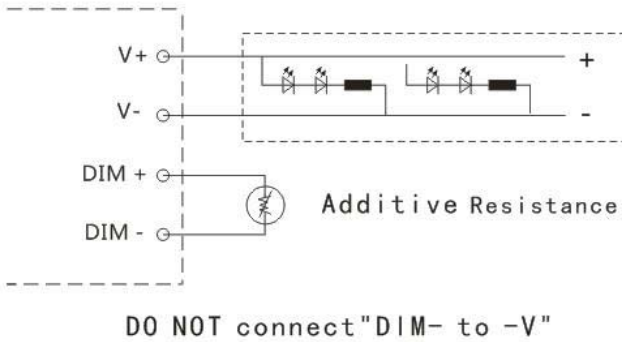 V+
+
V-
-
DIM +
Additive Resistance
DIM -
DO NOT connect"DIM- to -V"